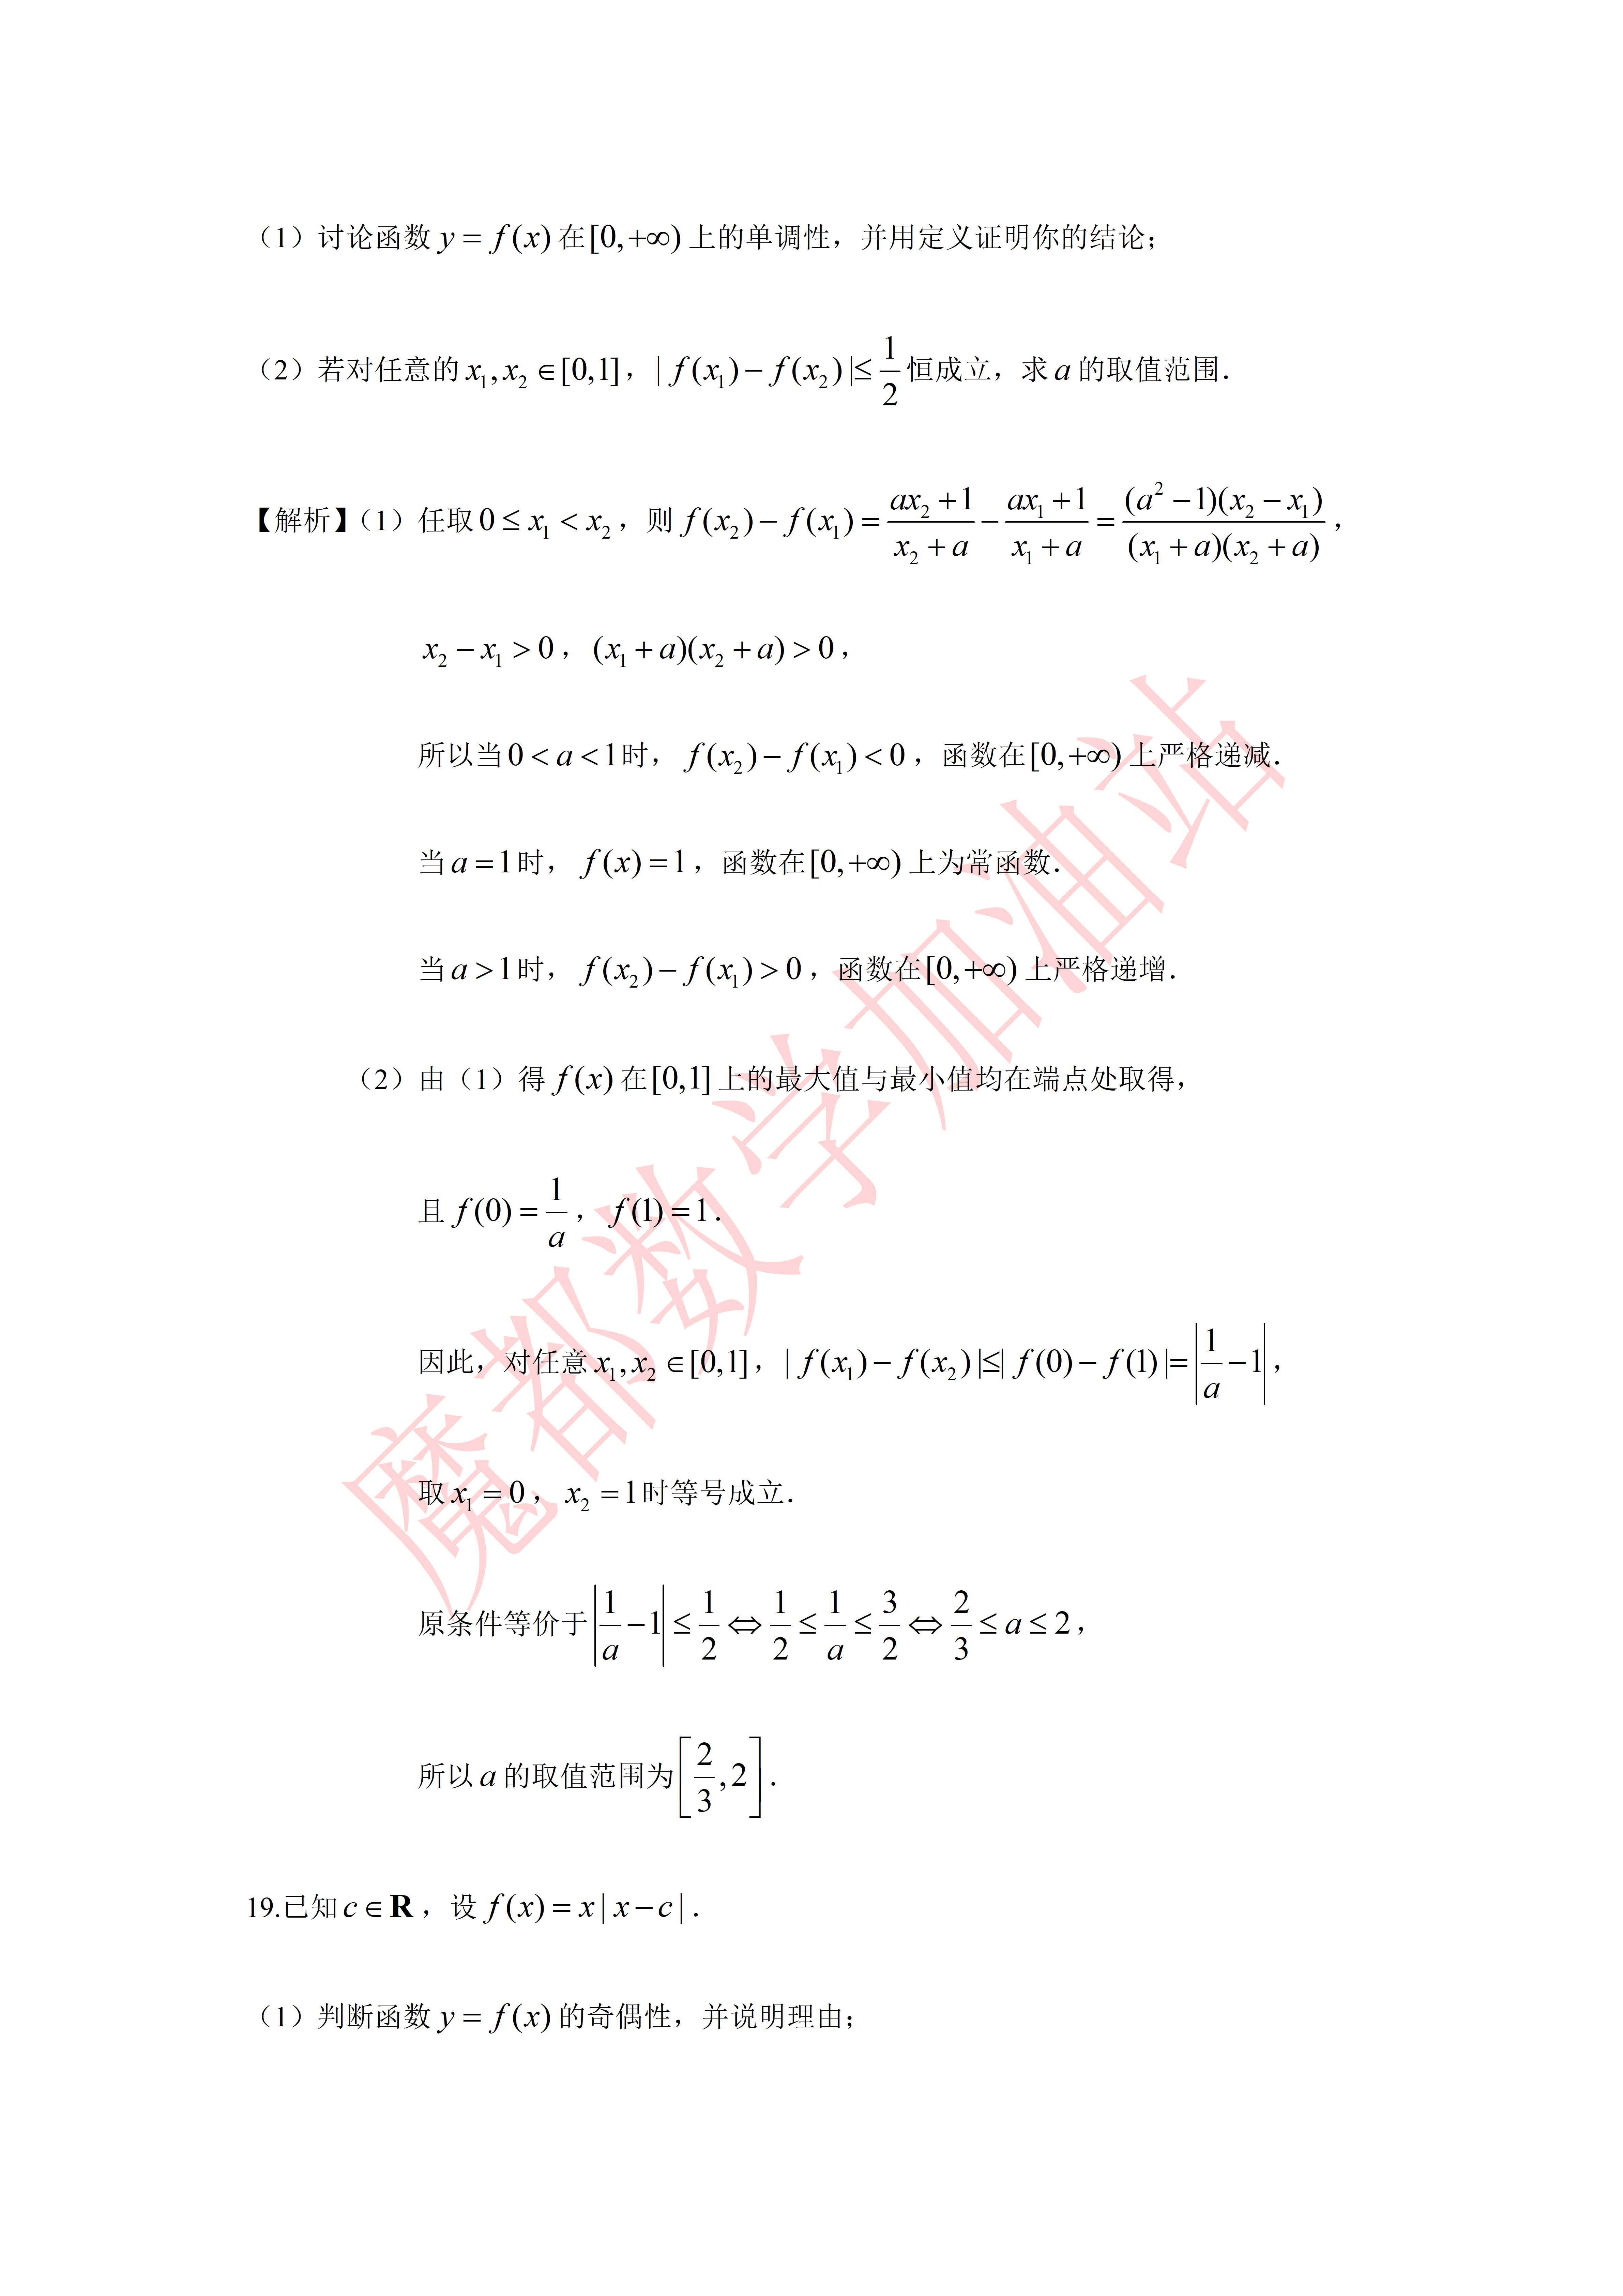 （1）讨论函数 y = f(x) 在[0,+∞) 上的单调性，并用定义证明你的结论；
（2）若对任意的 x₁, x₂ ∈[0,1]，| f(x₁) − f(x₂) |≤ 1/2 恒成立，求 a 的取值范围．
【解析】（1）任取 0 ≤ x₁ < x₂，则 f(x₂) − f(x₁) = (ax₂ +1)/(x₂ + a) − (ax₁ +1)/(x₁ + a) = (a² −1)(x₂ − x₁)/((x₁ + a)(x₂ + a))，
x₂ − x₁ > 0，(x₁ + a)(x₂ + a) > 0，
所以当 0 < a < 1 时，f(x₂) − f(x₁) < 0，函数在[0,+∞) 上严格递减．
当 a = 1 时，f(x) = 1，函数在[0,+∞) 上为常函数．
当 a > 1 时，f(x₂) − f(x₁) > 0，函数在[0,+∞) 上严格递增．
（2）由（1）得 f(x) 在[0,1] 上的最大值与最小值均在端点处取得，
且 f(0) = 1/a，f(1) = 1．
因此，对任意 x₁, x₂ ∈[0,1]，| f(x₁) − f(x₂) |≤| f(0) − f(1) |= |1/a −1|，
取 x₁ = 0，x₂ = 1 时等号成立．
原条件等价于 |1/a −1| ≤ 1/2 ⇔ 1/2 ≤ 1/a ≤ 3/2 ⇔ 2/3 ≤ a ≤ 2，
所以 a 的取值范围为 [2/3, 2]．
19.已知 c ∈ R，设 f(x) = x | x − c |．
（1）判断函数 y = f(x) 的奇偶性，并说明理由；
魔都数学加油站